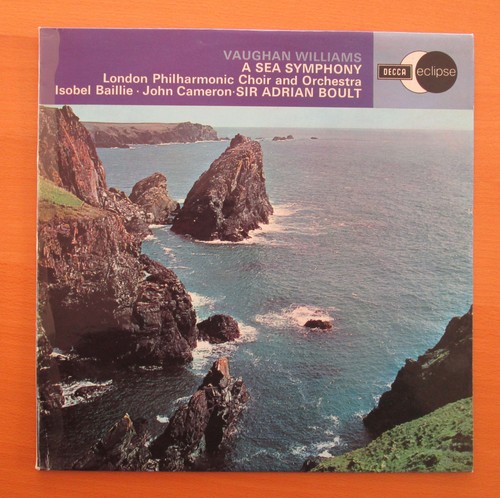 VAUGHAN WILLIAMS
A SEA SYMPHONY
London Philharmonic Choir and Orchestra
Isobel Baillie · John Cameron · SIR ADRIAN BOULT
DECCA eclipse